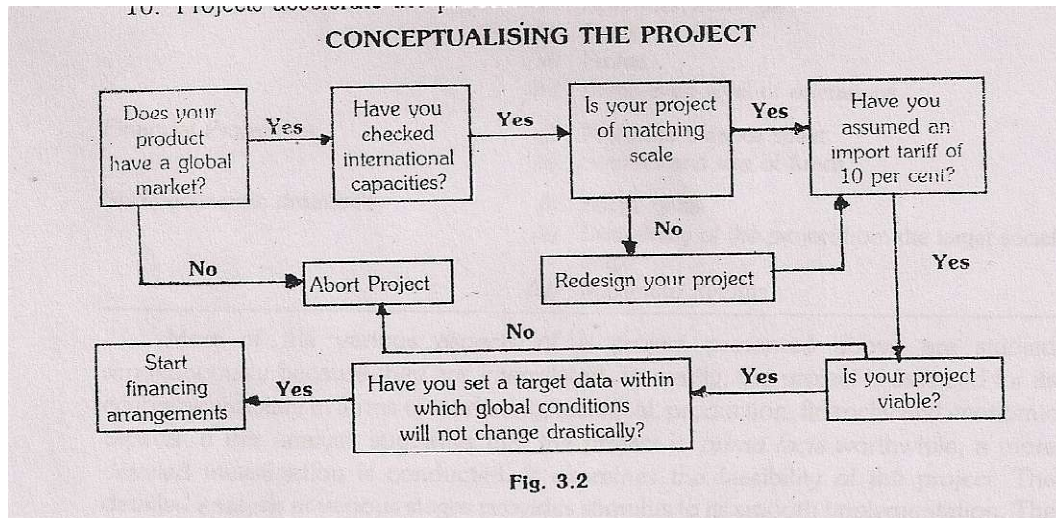 10. Projects accelerate
CONCEPTUALISING THE PROJECT
Does your
product
have a global
market?
Yes
Have you
checked
international
capacities?
Yes
Is your project
of matching
scale
Yes
Have you
assumed an
import tariff of
10 per cent?
No
No
Yes
Abort Project
Redesign your project
No
Start
financing
arrangements
Yes
Have you set a target data within
which global conditions
will not change drastically?
Yes
Is your project
viable?
Fig. 3.2